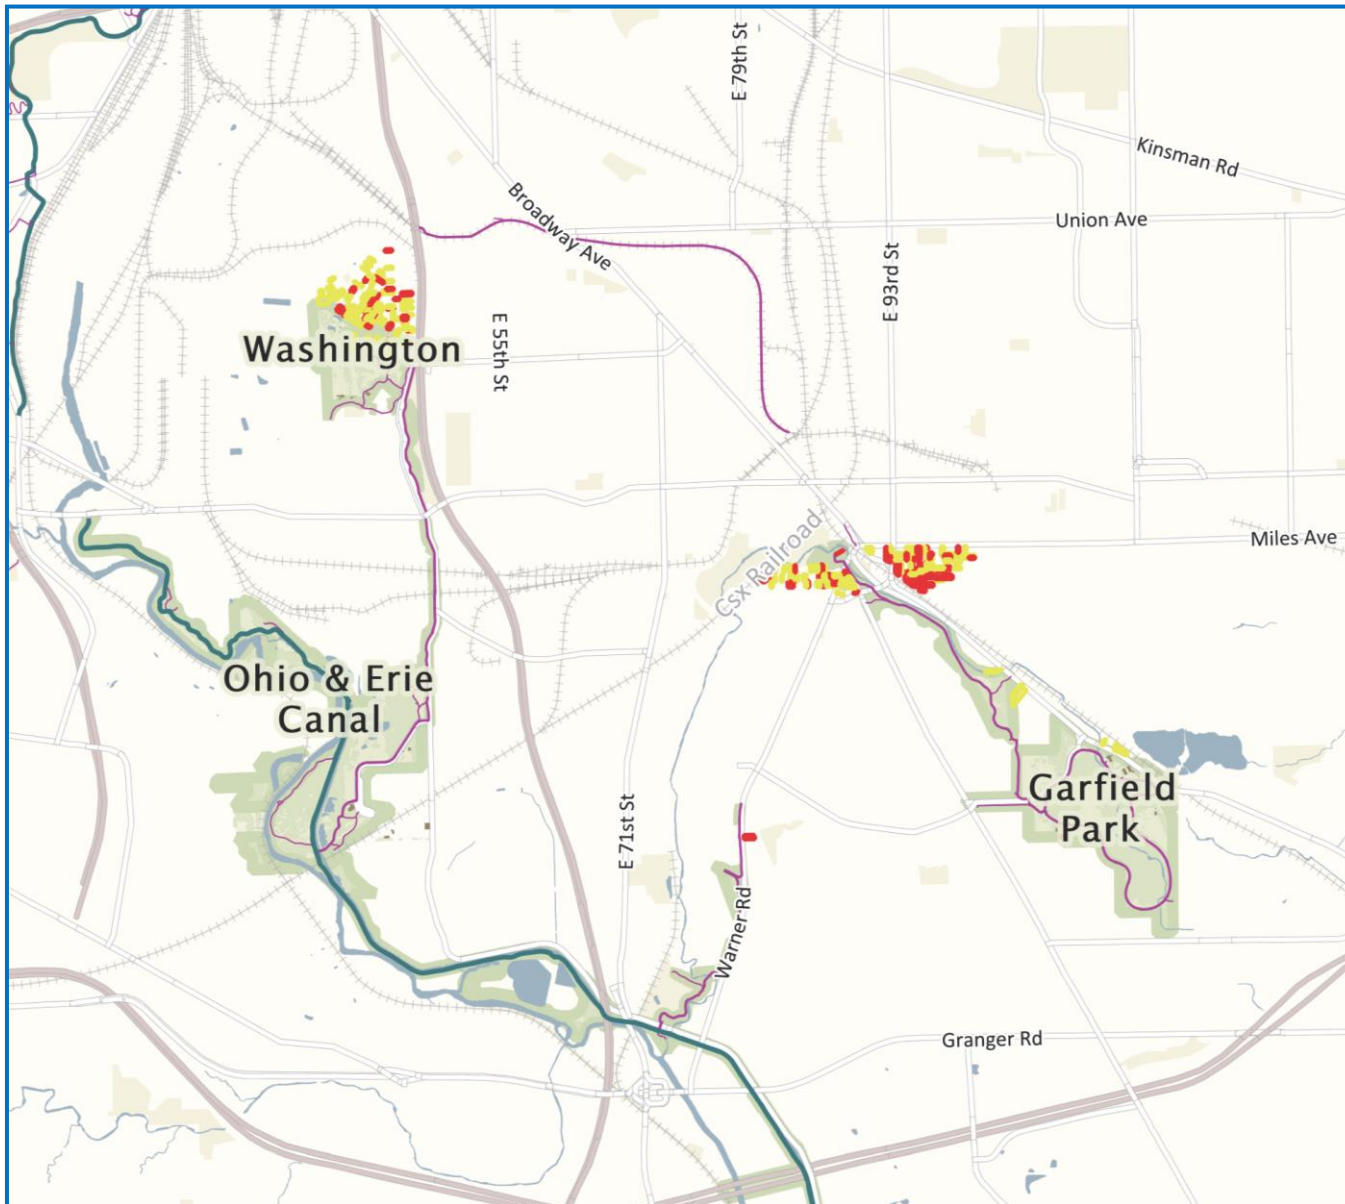 E 79th St
Kinsman Rd
Broadway Ave
Union Ave
E 93rd St
E 55th St
Washington
Csx Railroad
Miles Ave
Ohio & Erie
Canal
Garfield
Park
E 71st St
Warner Rd
Granger Rd